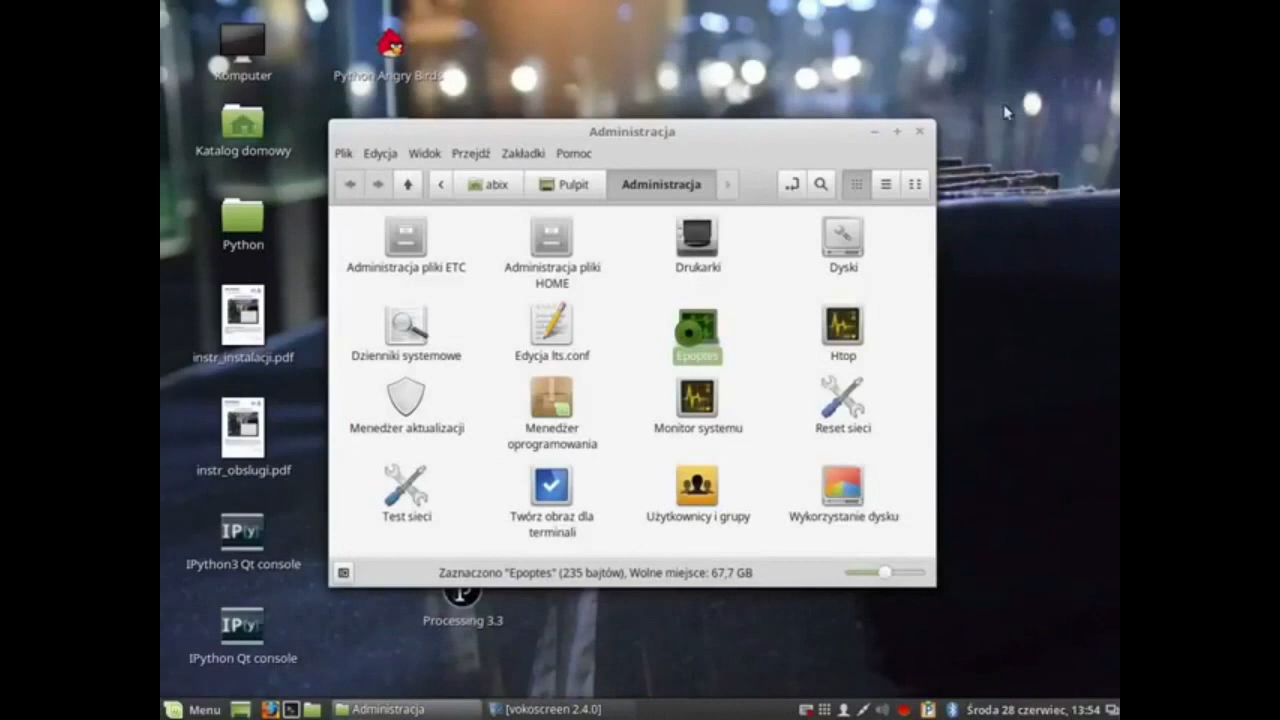 Komputer
Python Angry Birds
Katalog domowy
Python
instr_instalacji.pdf
instr_obslugi.pdf
IPy
IPython3 Qt console
IPy
IPython Qt console
Administracja
Plik Edycja Widok Przejdź Zakładki Pomoc
abix Pulpit Administracja
Administracja pliki ETC
Administracja pliki
HOME
Drukarki
Dyski
Dzienniki systemowe
Edycja lts.conf
Epoptes
Htop
Menedżer aktualizacji
Menedżer
oprogramowania
Monitor systemu
Reset sieci
Test sieci
Twórz obraz dla
terminali
Użytkownicy i grupy
Wykorzystanie dysku
Zaznaczono "Epoptes" (235 bajtów), Wolne miejsce: 67,7 GB
Processing 3.3
Menu Administracja [vokoscreen 2.4.0] Środa 28 czerwiec, 13:54